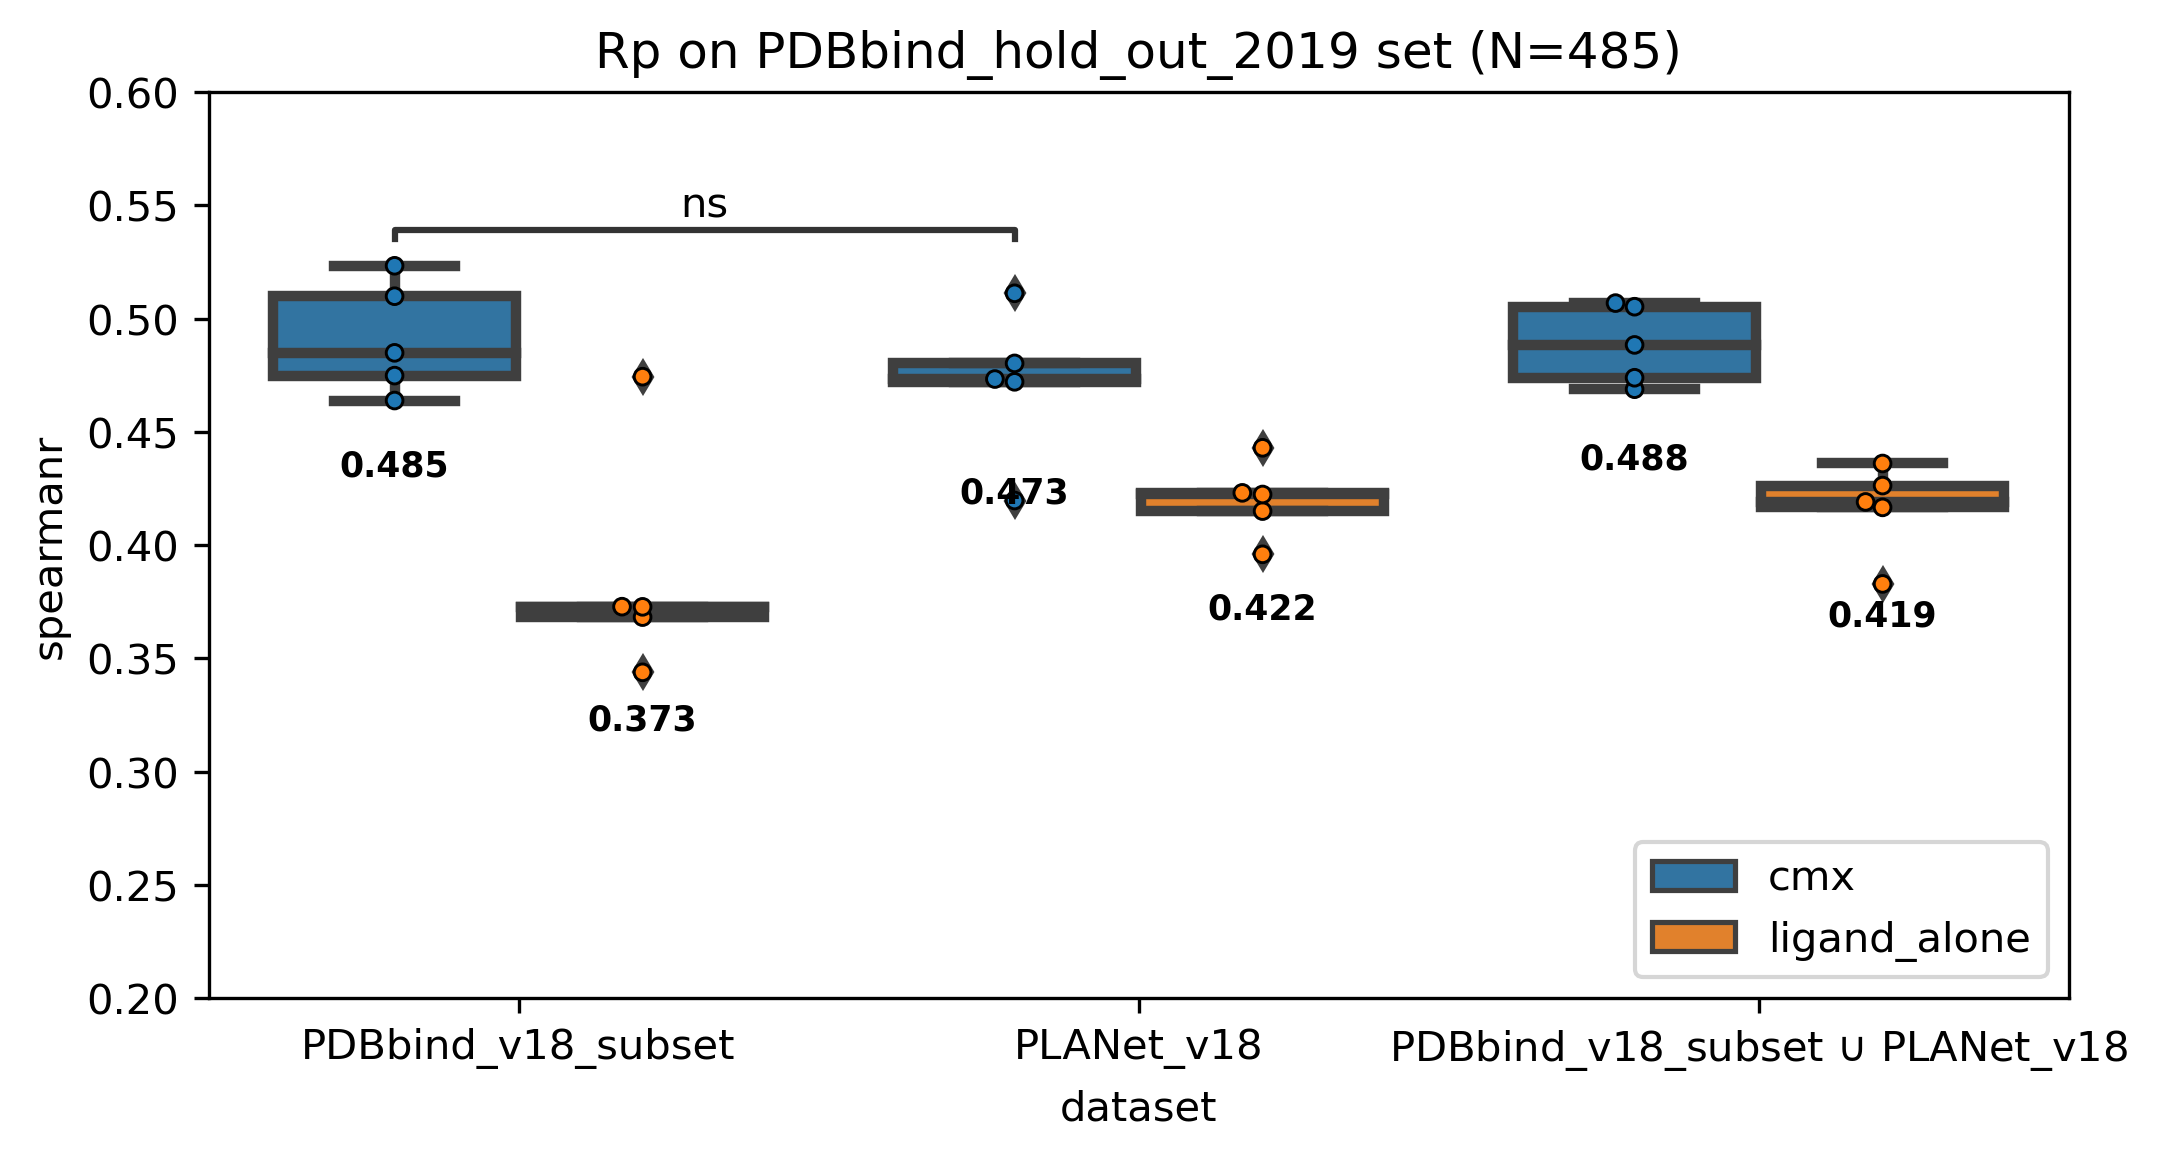 Rp on PDBbind_hold_out_2019 set (N=485)
0.60
0.55
0.50
0.45
0.40
0.35
0.30
0.25
0.20
spearmanr
ns
0.485
0.373
0.473
0.422
0.488
0.419
cmx
ligand_alone
PDBbind_v18_subset
PLANet_v18
PDBbind_v18_subset ∪ PLANet_v18
dataset